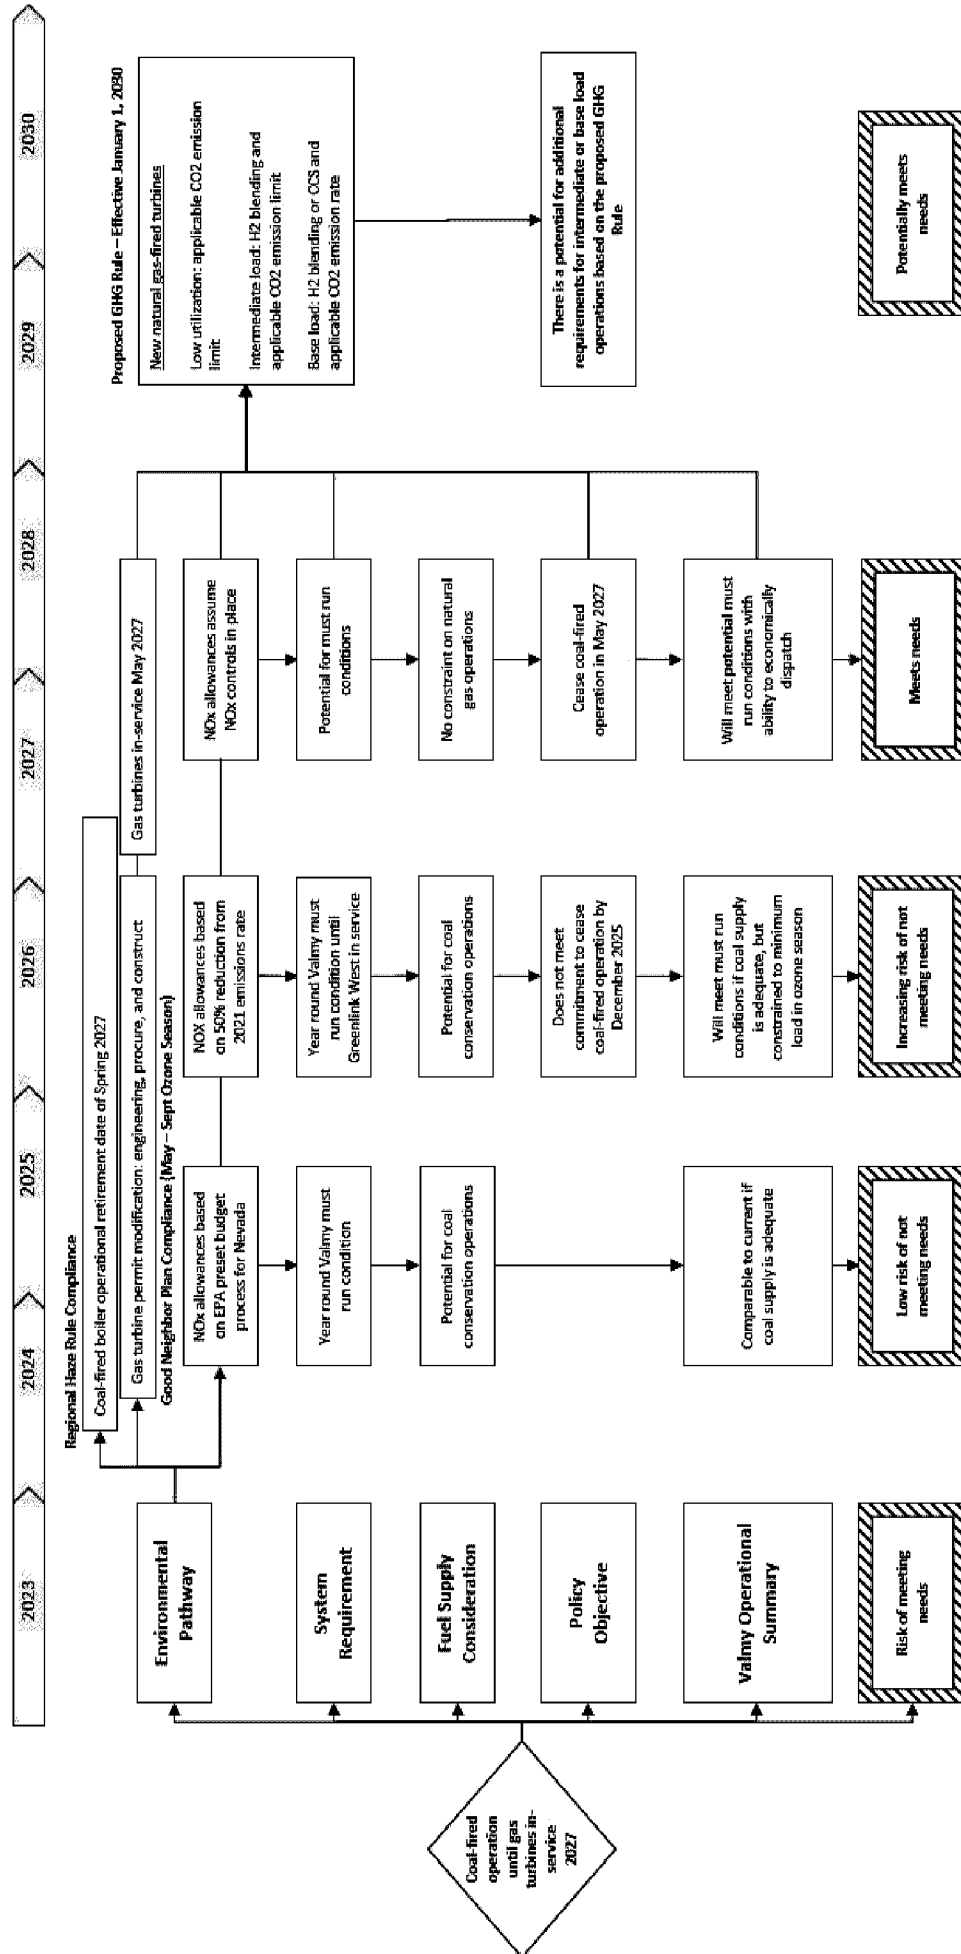 2023
2024
2025
2026
2027
2028
2029
2030
Coal-fired
operation
until gas
turbines in-
service
2027
Environmental
Pathway
System
Requirement
Fuel Supply
Consideration
Policy
Objective
Valmy Operational
Summary
Risk of meeting
needs
Regional Haze Rule Compliance
Coal-fired boiler operational retirement date of Spring 2027
Gas turbine permit modification: engineering, procure, and construct
Gas turbines in-service May 2027
Good Neighbor Plan Compliance (May – Sept Ozone Season)
NOx allowances based
on EPA preset budget
process for Nevada
Year round Valmy must
run condition
Potential for coal
conservation operations
Comparable to current if
coal supply is adequate
Low risk of not
meeting needs
NOX allowances based
on 50% reduction from
2021 emissions rate
Year round Valmy must
run condition until
Greenlink West in service
Potential for coal
conservation operations
Does not meet
commitment to cease
coal-fired operation by
December 2025
Will meet must run
conditions if coal supply
is adequate, but
constrained to minimum
load in ozone season
Increasing risk of not
meeting needs
NOx allowances assume
NOx controls in place
Potential for must run
conditions
No constraint on natural
gas operations
Cease coal-fired
operation in May 2027
Will meet potential must
run conditions with
ability to economically
dispatch
Meets needs
Proposed GHG Rule – Effective January 1, 2030
New natural gas-fired turbines
Low utilization: applicable CO2 emission
limit
Intermediate load: H2 blending and
applicable CO2 emission limit
Base load: H2 blending or CCS and
applicable CO2 emission rate
There is a potential for additional
requirements for intermediate or base load
operations based on the proposed GHG
Rule
Potentially meets
needs